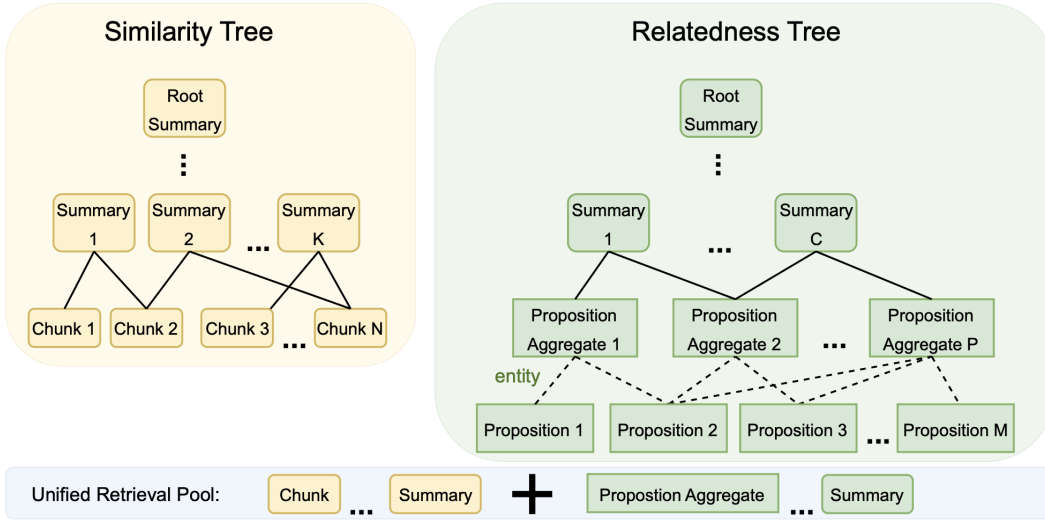 Similarity Tree
Root
Summary
Summary
1
Summary
2
...
Summary
K
Chunk 1
Chunk 2
Chunk 3
...
Chunk N
Relatedness Tree
Root
Summary
Summary
1
...
Summary
C
Proposition
Aggregate 1
Proposition
Aggregate 2
...
Proposition
Aggregate P
entity
Proposition 1
Proposition 2
Proposition 3
...
Proposition M
Unified Retrieval Pool:
Chunk
...
Summary
+
Propostion Aggregate
...
Summary